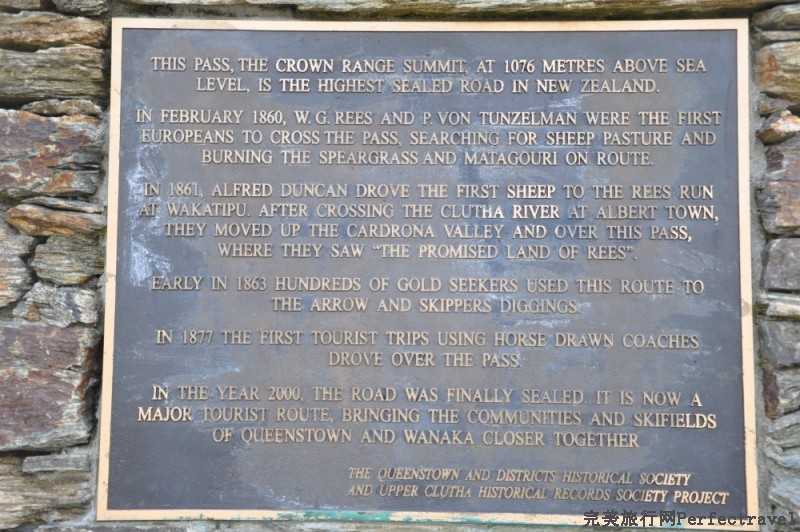 THIS PASS, THE CROWN RANGE SUMMIT, AT 1076 METRES ABOVE SEA
LEVEL, IS THE HIGHEST SEALED ROAD IN NEW ZEALAND.
IN FEBRUARY 1860, W. G. REES AND P. VON TUNZELMAN WERE THE FIRST
EUROPEANS TO CROSS THE PASS, SEARCHING FOR SHEEP PASTURE AND
BURNING THE SPEARGRASS AND MATAGOURI ON ROUTE.
IN 1861, ALFRED DUNCAN DROVE THE FIRST SHEEP TO THE REES RUN
AT WAKATIPU. AFTER CROSSING THE CLUTHA RIVER AT ALBERT TOWN,
THEY MOVED UP THE CARDRONA VALLEY AND OVER THIS PASS,
WHERE THEY SAW "THE PROMISED LAND OF REES".
EARLY IN 1863 HUNDREDS OF GOLD SEEKERS USED THIS ROUTE TO
THE ARROW AND SKIPPERS DIGGINGS.
IN 1877 THE FIRST TOURIST TRIPS USING HORSE DRAWN COACHES
DROVE OVER THE PASS.
IN THE YEAR 2000, THE ROAD WAS FINALLY SEALED. IT IS NOW A
MAJOR TOURIST ROUTE, BRINGING THE COMMUNITIES AND SKIFIELDS
OF QUEENSTOWN AND WANAKA CLOSER TOGETHER
THE QUEENSTOWN AND DISTRICTS HISTORICAL SOCIETY
AND UPPER CLUTHA HISTORICAL RECORDS SOCIETY PROJECT
完美旅行网Perfectravel